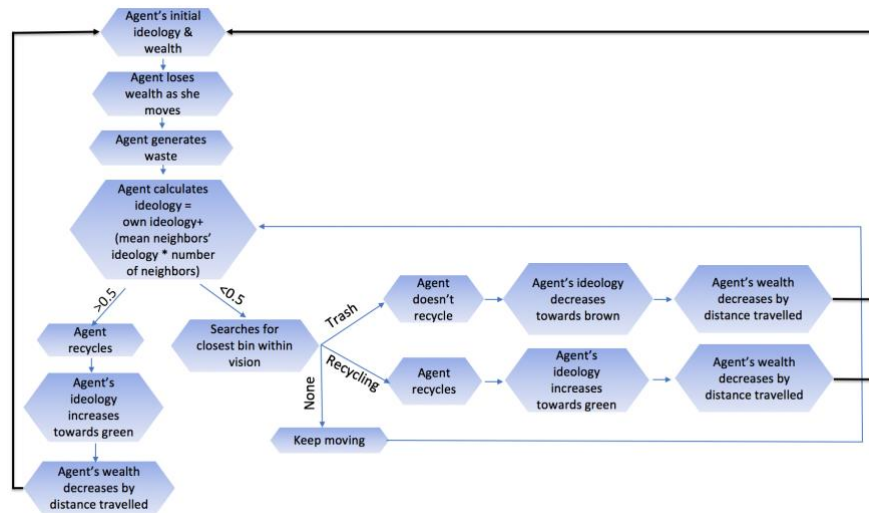 Agent's initial
ideology &
wealth
Agent loses
wealth as she
moves
Agent generates
waste
Agent calculates
ideology =
own ideology+
(mean neighbors'
ideology * number
of neighbors)
>0.5
<0.5
Agent
recycles
Agent's
ideology
increases
towards green
Agent's wealth
decreases by
distance travelled
Searches for
closest bin within
vision
Trash
Agent
doesn't
recycle
Agent's ideology
decreases
towards brown
Agent's wealth
decreases by
distance travelled
Recycling
Agent
recycles
Agent's
ideology
increases
towards green
Agent's wealth
decreases by
distance travelled
None
Keep moving